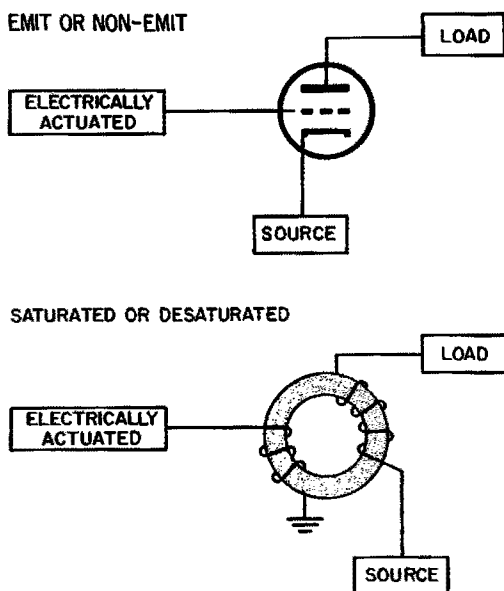 EMIT OR NON-EMIT
LOAD
ELECTRICALLY
ACTUATED
SOURCE
SATURATED OR DESATURATED
LOAD
ELECTRICALLY
ACTUATED
SOURCE